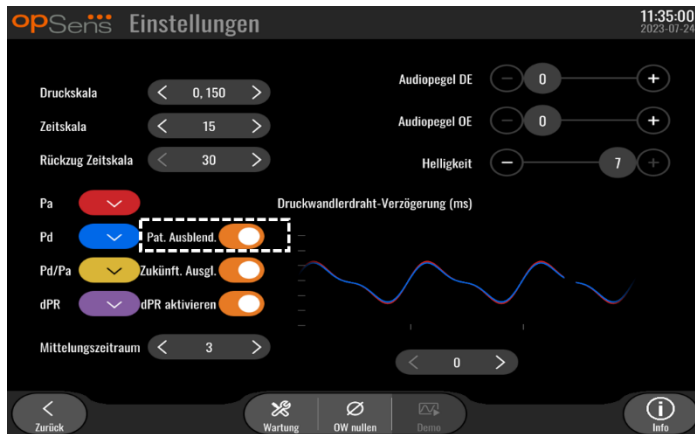 opSens Einstellungen
11:35:00
2023-07-24
Druckskala
0,150
Audiopegel DE
0
Zeitskala
15
Audiopegel OE
0
Rückzug Zeitskala
30
Helligkeit
7
Pa
Druckwandlerdraht-Verzögerung (ms)
Pd
Pat. Ausblend.
Pd/Pa
Zukünft. Ausgl.
dPR
dPR aktivieren
Mittelungszeitraum
3
0
Zurück
Wartung
OW nullen
Demo
Info